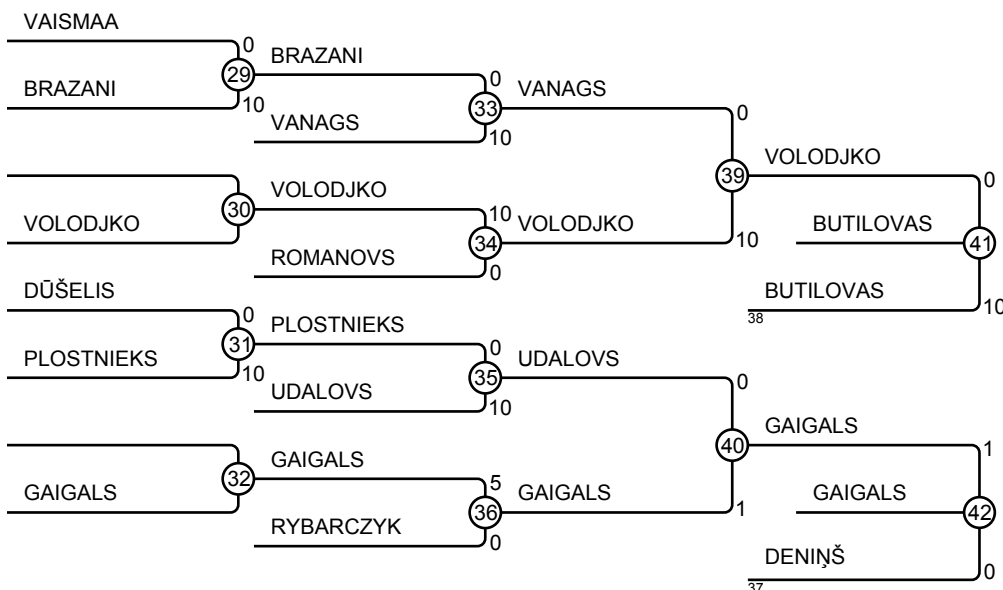 VAISMAA
0
BRAZANI
29
0
VANAGS
BRAZANI
10
33
0
VANAGS
10
VOLODJKO
39
0
VOLODJKO
10
BUTILOVAS
VOLODJKO
30
34
VOLODJKO
10
41
ROMANOVS
0
DŪŠELIS
BUTILOVAS
0
38
10
PLOSTNIEKS
31
0
UDALOVS
PLOSTNIEKS
10
35
0
UDALOVS
10
GAIGALS
40
1
GAIGALS
5
GAIGALS
GAIGALS
32
36
GAIGALS
1
42
RYBARCZYK
0
DENIŅŠ
0
37